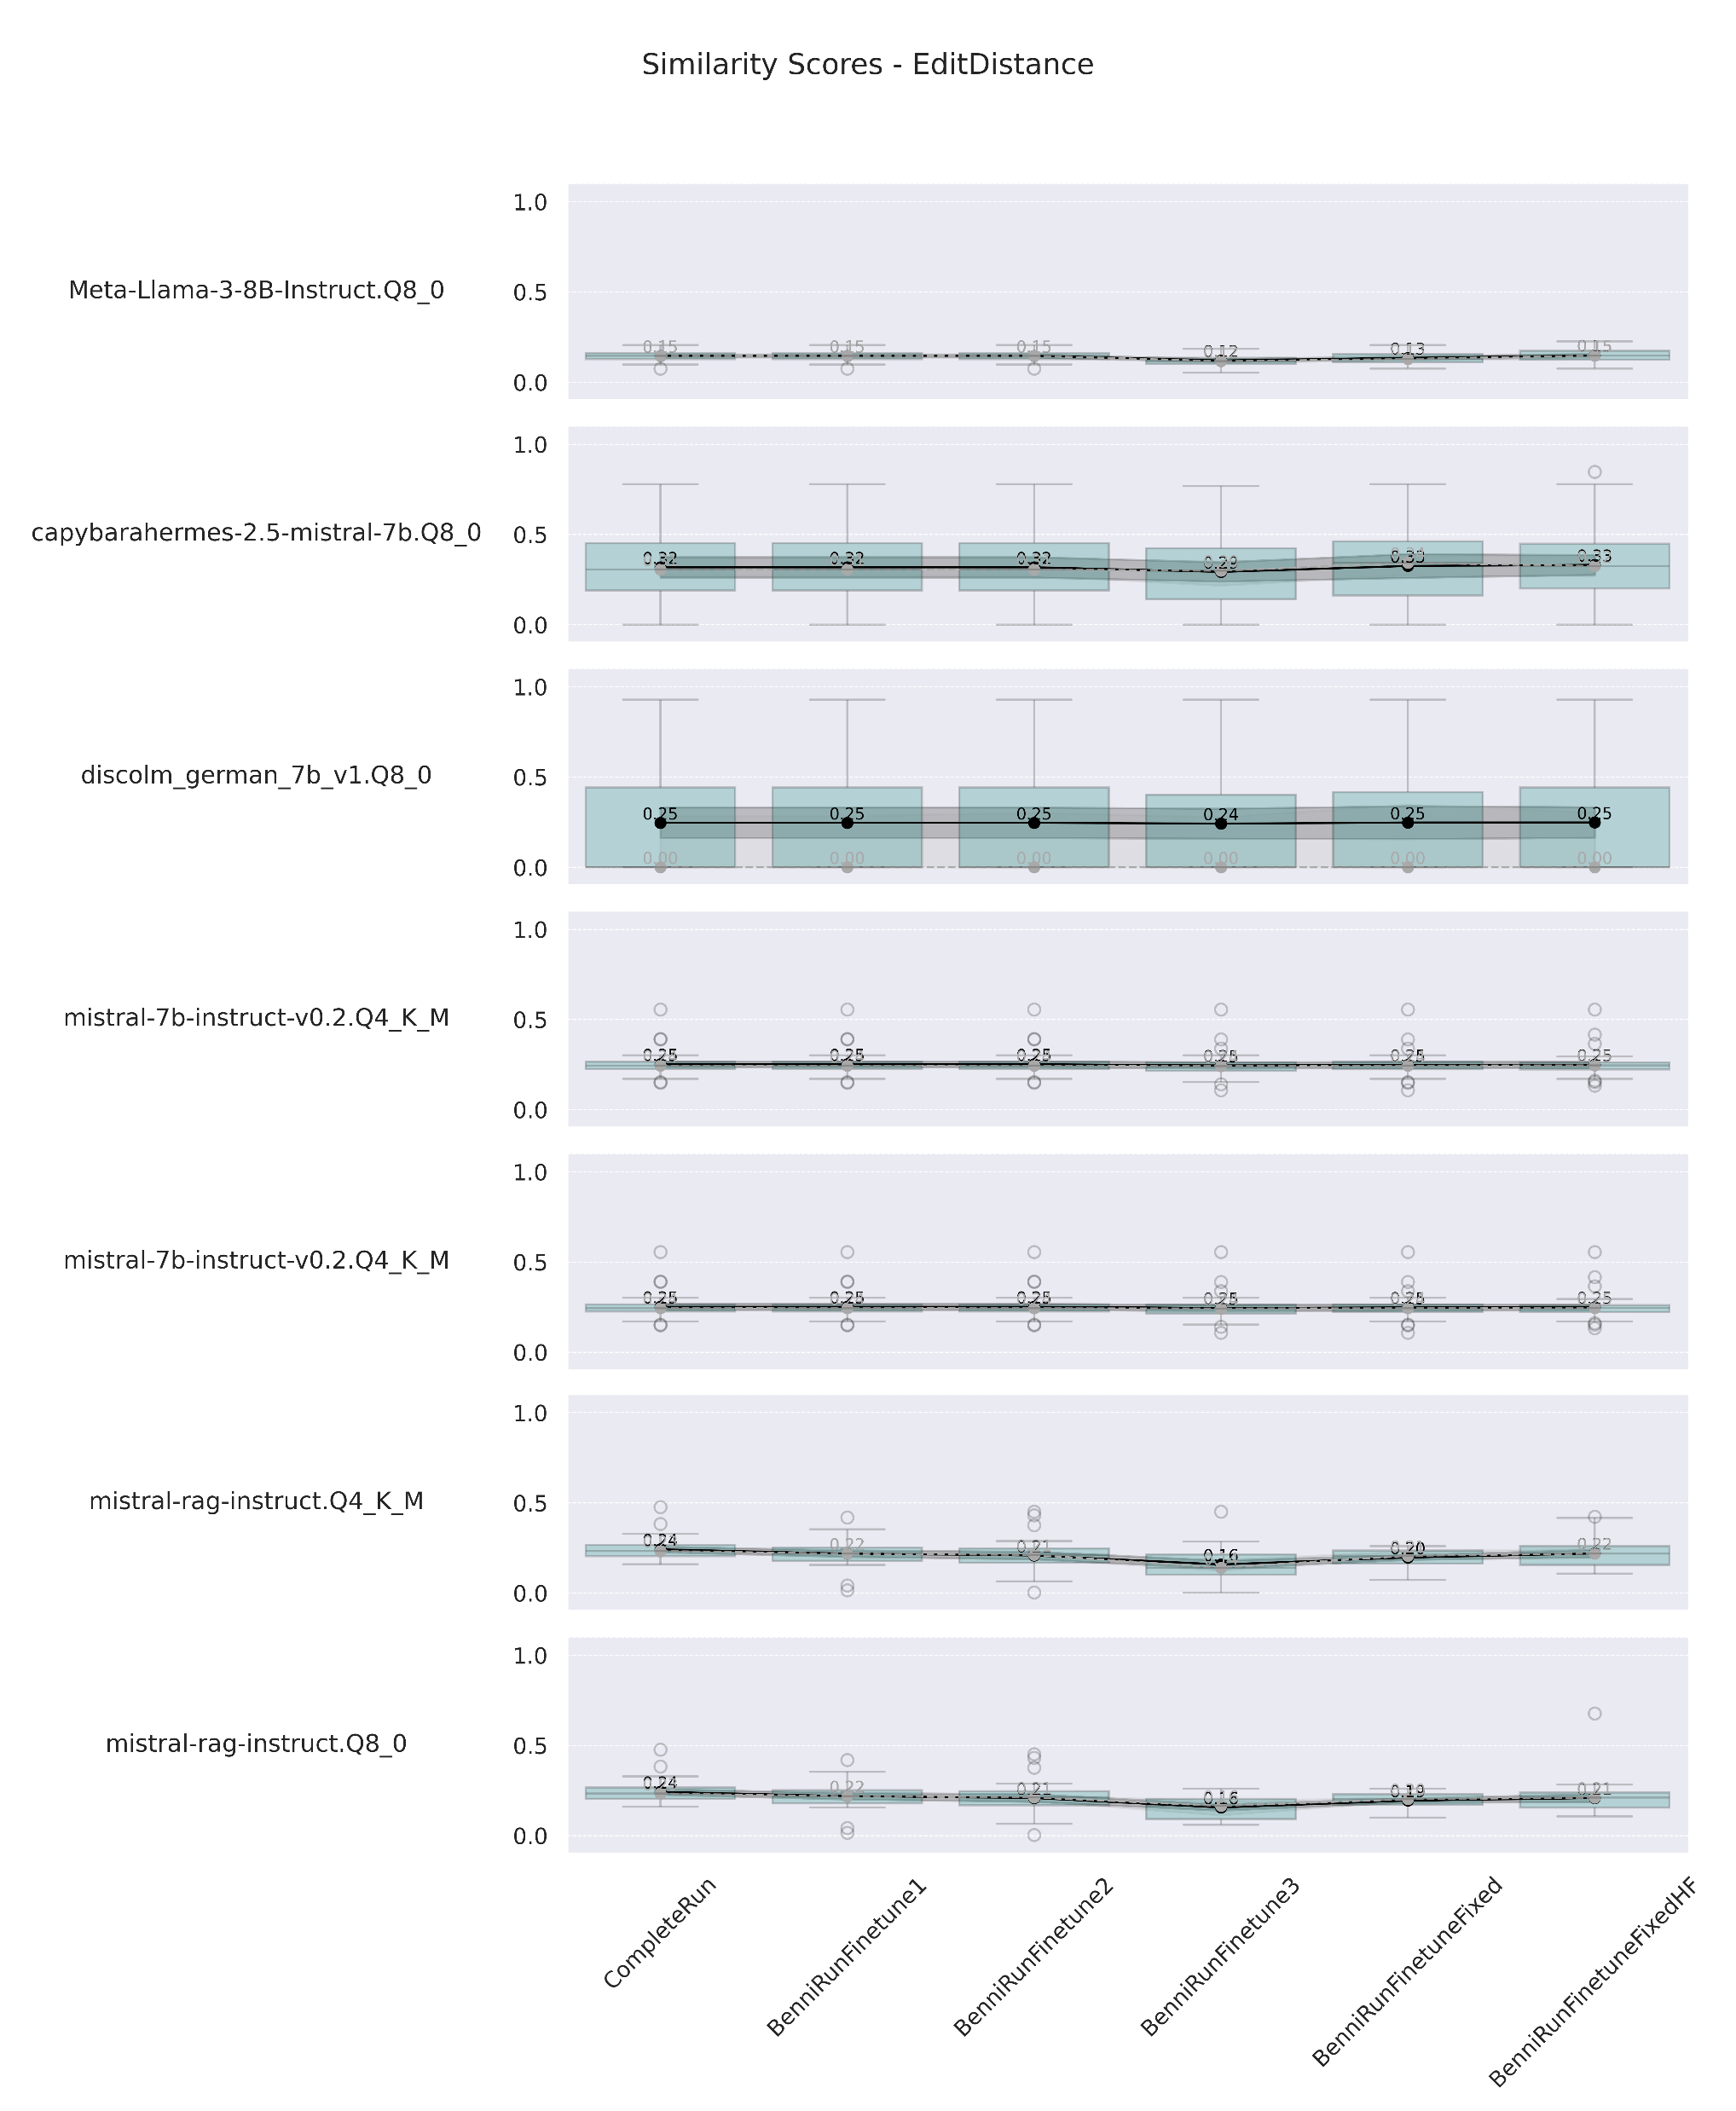 Similarity Scores - EditDistance
Meta-Llama-3-8B-Instruct.Q8_0
1.0
0.5
0.0
0.15 0.15 0.15 0.12 0.13 0.15
capybarahermes-2.5-mistral-7b.Q8_0
1.0
0.5
0.0
0.32 0.32 0.32 0.29 0.33 0.33
discolm_german_7b_v1.Q8_0
1.0
0.5
0.0
0.25 0.25 0.25 0.24 0.25 0.25
0.00 0.00 0.00 0.00 0.00 0.00
mistral-7b-instruct-v0.2.Q4_K_M
1.0
0.5
0.0
0.25 0.25 0.25 0.25 0.25 0.25
mistral-7b-instruct-v0.2.Q4_K_M
1.0
0.5
0.0
0.25 0.25 0.25 0.25 0.25 0.25
mistral-rag-instruct.Q4_K_M
1.0
0.5
0.0
0.24 0.22 0.21 0.16 0.20 0.22
mistral-rag-instruct.Q8_0
1.0
0.5
0.0
0.24 0.22 0.21 0.16 0.19 0.21
CompleteRun
BenniRunFinetune1
BenniRunFinetune2
BenniRunFinetune3
BenniRunFinetuneFixed
BenniRunFinetuneFixedHF